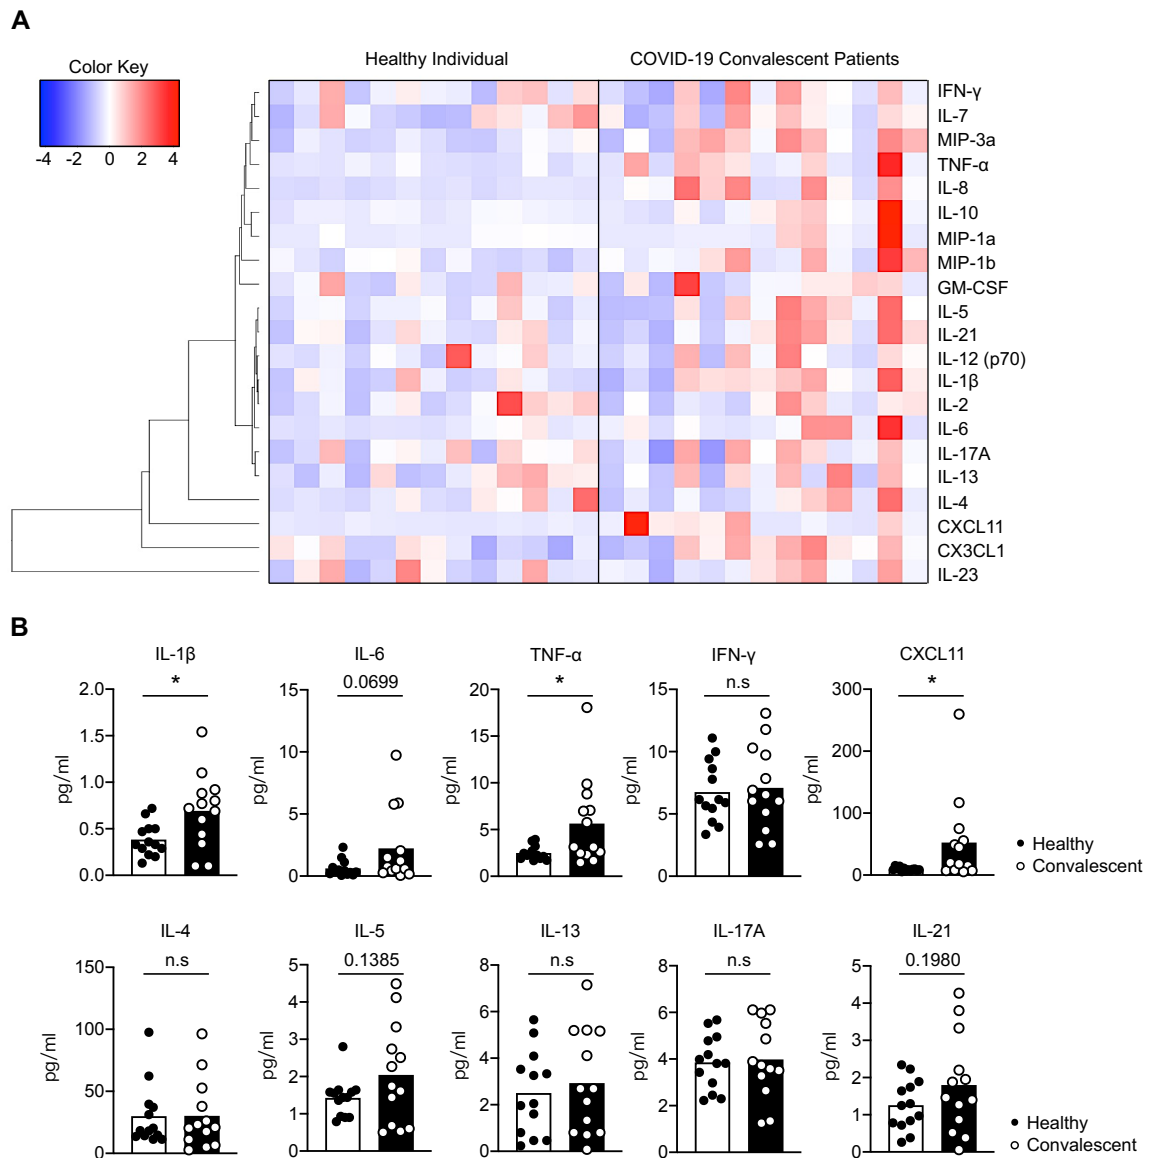 A
Color Key
-4 -2 0 2 4
Healthy Individual
COVID-19 Convalescent Patients
IFN-γ
IL-7
MIP-3a
TNF-α
IL-8
IL-10
MIP-1a
MIP-1b
GM-CSF
IL-5
IL-21
IL-12 (p70)
IL-1β
IL-2
IL-6
IL-17A
IL-13
IL-4
CXCL11
CX3CL1
IL-23
B
IL-1β
*
2.0
1.5
1.0
0.5
0.0
pg/ml
IL-6
0.0699
15
10
5
0
pg/ml
TNF-α
*
20
15
10
5
0
pg/ml
IFN-γ
n.s
15
10
5
0
pg/ml
CXCL11
*
300
200
100
0
pg/ml
Healthy
Convalescent
IL-4
n.s
150
100
50
0
pg/ml
IL-5
0.1385
5
4
3
2
1
0
pg/ml
IL-13
n.s
8
6
4
2
0
pg/ml
IL-17A
n.s
8
6
4
2
0
pg/ml
IL-21
0.1980
5
4
3
2
1
0
pg/ml
Healthy
Convalescent